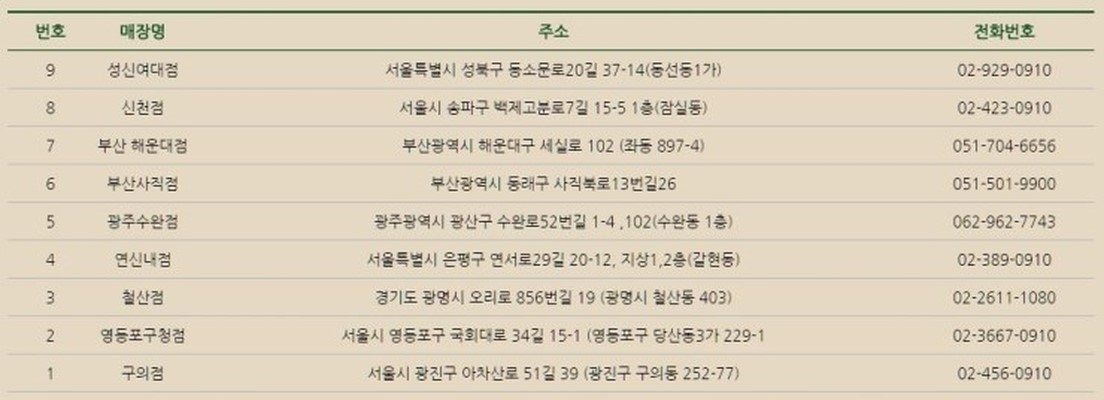 번호 매장명 주소 전화번호
9 성신여대점 서울특별시 성북구 동소문로20길 37-14(동선동1가) 02-929-0910
8 신천점 서울시 송파구 백제고분로7길 15-5 1층(잠실동) 02-423-0910
7 부산 해운대점 부산광역시 해운대구 세실로 102 (좌동 897-4) 051-704-6656
6 부산사직점 부산광역시 동래구 사직북로13번길26 051-501-9900
5 광주수완점 광주광역시 광산구 수완로52번길 1-4 ,102(수완동 1층) 062-962-7743
4 연신내점 서울특별시 은평구 연서로29길 20-12, 지상1,2층(갈현동) 02-389-0910
3 철산점 경기도 광명시 오리로 856번길 19 (광명시 철산동 403) 02-2611-1080
2 영등포구청점 서울시 영등포구 국회대로 34길 15-1 (영등포구 당산동3가 229-1 02-3667-0910
1 구의점 서울시 광진구 아차산로 51길 39 (광진구 구의동 252-77) 02-456-0910